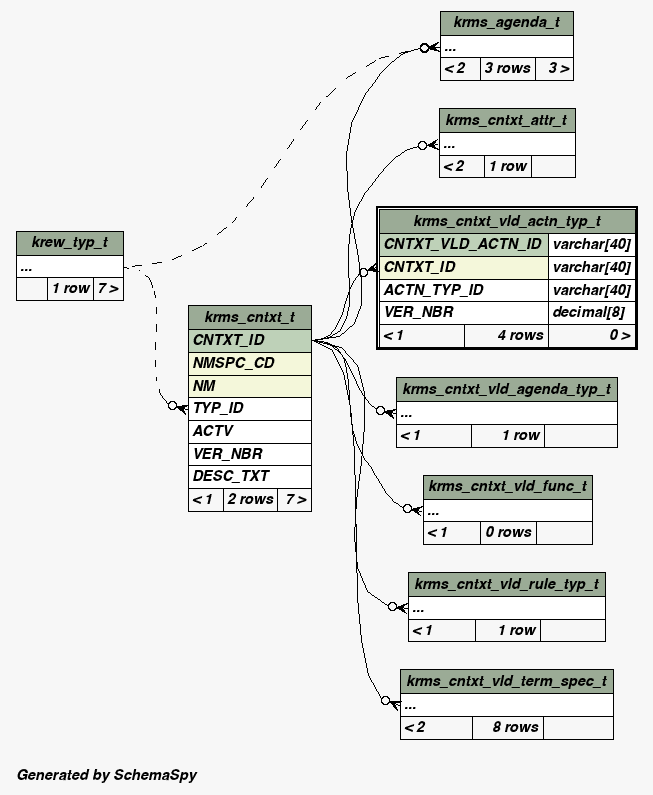 krms_agenda_t
...
< 2 3 rows 3 >
krms_cntxt_attr_t
...
< 2 1 row
krms_cntxt_vld_actn_typ_t
CNTXT_VLD_ACTN_ID varchar[40]
CNTXT_ID varchar[40]
ACTN_TYP_ID varchar[40]
VER_NBR decimal[8]
< 1 4 rows 0 >
krew_typ_t
...
1 row 7 >
krms_cntxt_t
CNTXT_ID
NMSPC_CD
NM
TYP_ID
ACTV
VER_NBR
DESC_TXT
< 1 2 rows 7 >
krms_cntxt_vld_agenda_typ_t
...
< 1 1 row
krms_cntxt_vld_func_t
...
< 1 0 rows
krms_cntxt_vld_rule_typ_t
...
< 1 1 row
krms_cntxt_vld_term_spec_t
...
< 2 8 rows
Generated by SchemaSpy